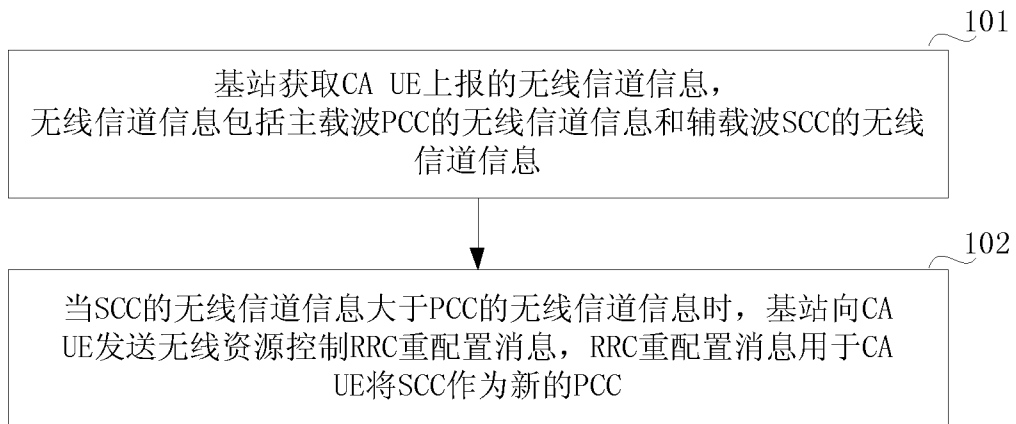 101
基站获取CA UE上报的无线信道信息，
无线信道信息包括主载波PCC的无线信道信息和辅载波SCC的无线
信道信息
102
当SCC的无线信道信息大于PCC的无线信道信息时，基站向CA
UE发送无线资源控制RRC重配置消息，RRC重配置消息用于CA
UE将SCC作为新的PCC